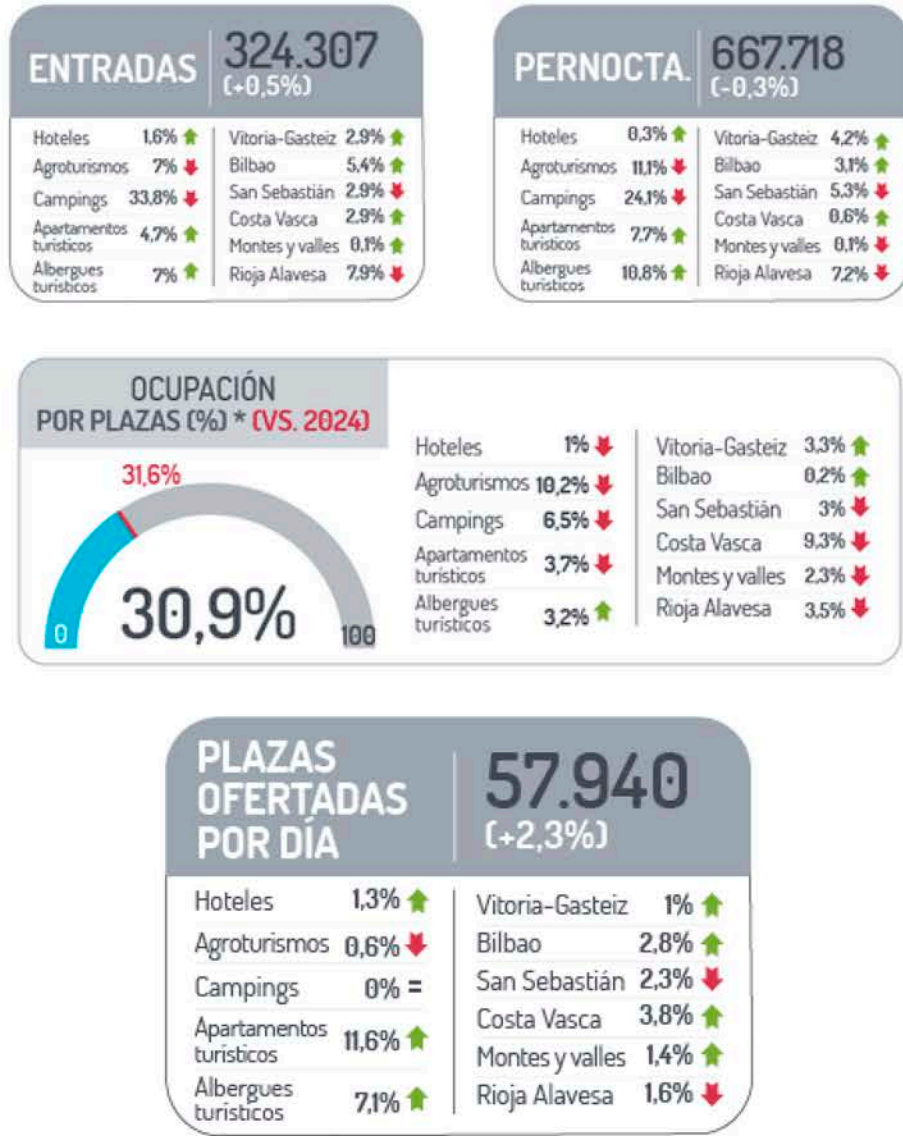 ENTRADAS 324.307
(+0,5%)
Hoteles 1,6%
Agroturismos 7%
Campings 33,8%
Apartamentos
turísticos 4,7%
Albergues
turísticos 7%
Vitoria-Gasteiz 2.9%
Bilbao 5,4%
San Sebastián 2.9%
Costa Vasca 2.9%
Montes y valles 0,1%
Rioja Alavesa 7,9%
PERNOCTA. 667.718
(-0,3%)
Hoteles 0,3%
Agroturismos 11,1%
Campings 24,1%
Apartamentos
turísticos 7,7%
Albergues
turísticos 10,8%
Vitoria-Gasteiz 4,2%
Bilbao 3,1%
San Sebastián 5,3%
Costa Vasca 0,6%
Montes y valles 0,1%
Rioja Alavesa 7,2%
OCUPACIÓN
POR PLAZAS (%) * (VS. 2024)
31,6%
30,9%
0
100
Hoteles 1%
Agroturismos 10,2%
Campings 6,5%
Apartamentos
turísticos 3,7%
Albergues
turísticos 3,2%
Vitoria-Gasteiz 3,3%
Bilbao 0,2%
San Sebastián 3%
Costa Vasca 9,3%
Montes y valles 2,3%
Rioja Alavesa 3,5%
PLAZAS
OFERTADAS
POR DÍA
57.940
(+2,3%)
Hoteles 1,3%
Agroturismos 0,6%
Campings 0% =
Apartamentos
turísticos 11,6%
Albergues
turísticos 7,1%
Vitoria-Gasteiz 1%
Bilbao 2,8%
San Sebastián 2,3%
Costa Vasca 3,8%
Montes y valles 1,4%
Rioja Alavesa 1,6%